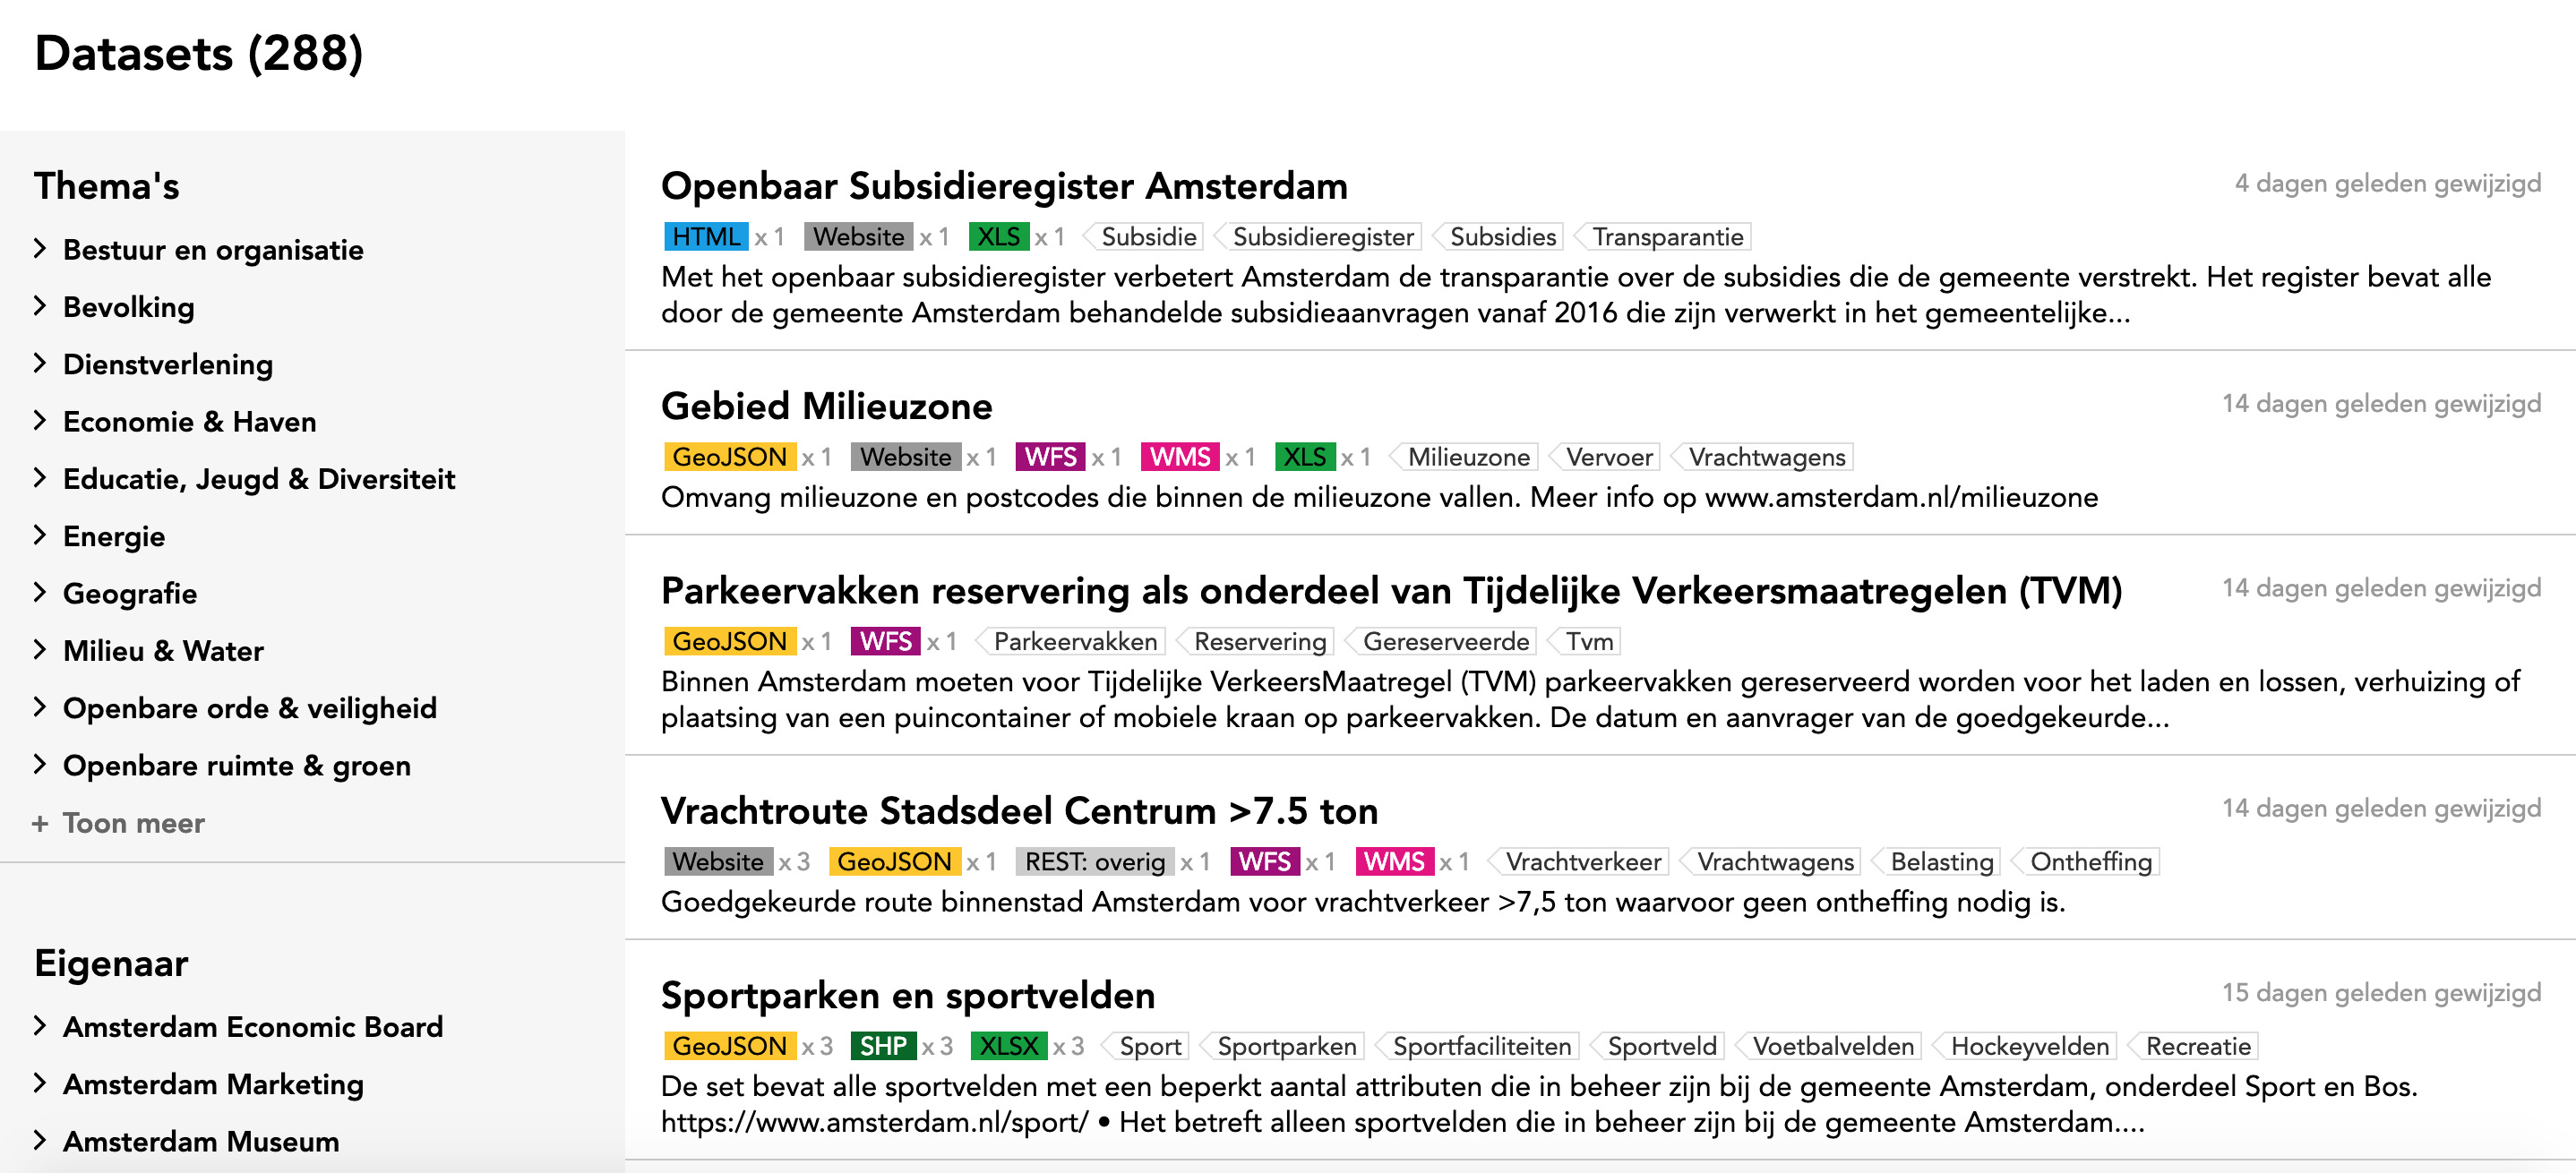 Datasets (288)
Thema's
Bestuur en organisatie
Bevolking
Dienstverlening
Economie & Haven
Educatie, Jeugd & Diversiteit
Energie
Geografie
Milieu & Water
Openbare orde & veiligheid
Openbare ruimte & groen
+ Toon meer
Eigenaar
Amsterdam Economic Board
Amsterdam Marketing
Amsterdam Museum
Openbaar Subsidieregister Amsterdam 4 dagen geleden gewijzigd
HTML x 1 Website x 1 XLS x 1 Subsidie Subsidieregister Subsidies Transparantie
Met het openbaar subsidieregister verbetert Amsterdam de transparantie over de subsidies die de gemeente verstrekt. Het register bevat alle
door de gemeente Amsterdam behandelde subsidieaanvragen vanaf 2016 die zijn verwerkt in het gemeentelijke...
Gebied Milieuzone 14 dagen geleden gewijzigd
GeoJSON x 1 Website x 1 WFS x 1 WMS x 1 XLS x 1 Milieuzone Vervoer Vrachtwagens
Omvang milieuzone en postcodes die binnen de milieuzone vallen. Meer info op www.amsterdam.nl/milieuzone
Parkeervakken reservering als onderdeel van Tijdelijke Verkeersmaatregelen (TVM) 14 dagen geleden gewijzigd
GeoJSON x 1 WFS x 1 Parkeervakken Reservering Gereserveerde Tvm
Binnen Amsterdam moeten voor Tijdelijke VerkeersMaatregel (TVM) parkeervakken gereserveerd worden voor het laden en lossen, verhuizing of
plaatsing van een puincontainer of mobiele kraan op parkeervakken. De datum en aanvrager van de goedgekeurde...
Vrachtroute Stadsdeel Centrum >7.5 ton 14 dagen geleden gewijzigd
Website x 3 GeoJSON x 1 REST: overig x 1 WFS x 1 WMS x 1 Vrachtverkeer Vrachtwagens Belasting Ontheffing
Goedgekeurde route binnenstad Amsterdam voor vrachtverkeer >7,5 ton waarvoor geen ontheffing nodig is.
Sportparken en sportvelden 15 dagen geleden gewijzigd
GeoJSON x 3 SHP x 3 XLSX x 3 Sport Sportparken Sportfaciliteiten Sportveld Voetbalvelden Hockeyvelden Recreatie
De set bevat alle sportvelden met een beperkt aantal attributen die in beheer zijn bij de gemeente Amsterdam, onderdeel Sport en Bos.
https://www.amsterdam.nl/sport/ • Het betreft alleen sportvelden die in beheer zijn bij de gemeente Amsterdam....